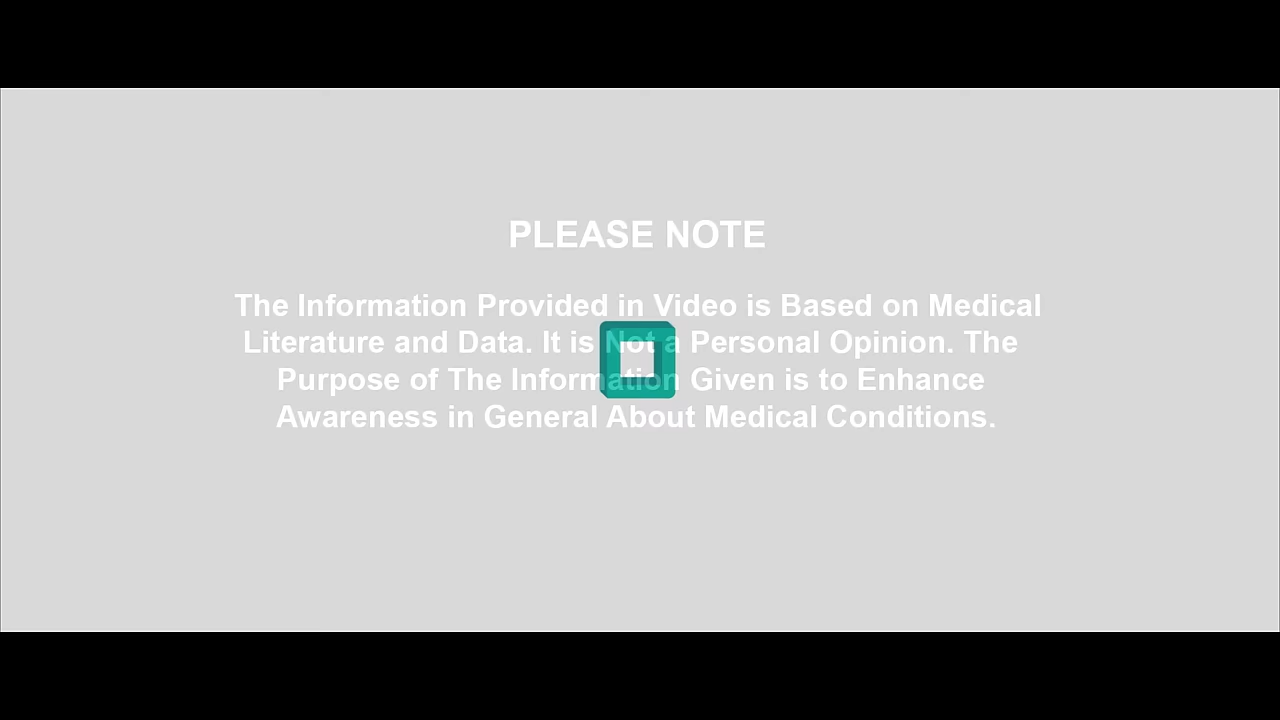 PLEASE NOTE
The Information Provided in Video is Based on Medical
Literature and Data. It is Not a Personal Opinion. The
Purpose of The Information Given is to Enhance
Awareness in General About Medical Conditions.